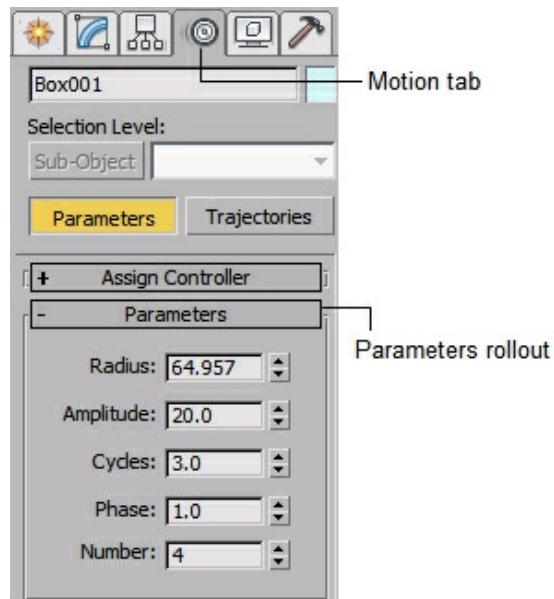 Motion tab
Box001
Selection Level:
Sub-Object
Parameters Trajectories
+ Assign Controller
- Parameters
Parameters rollout
Radius: 64.957
Amplitude: 20.0
Cycles: 3.0
Phase: 1.0
Number: 4